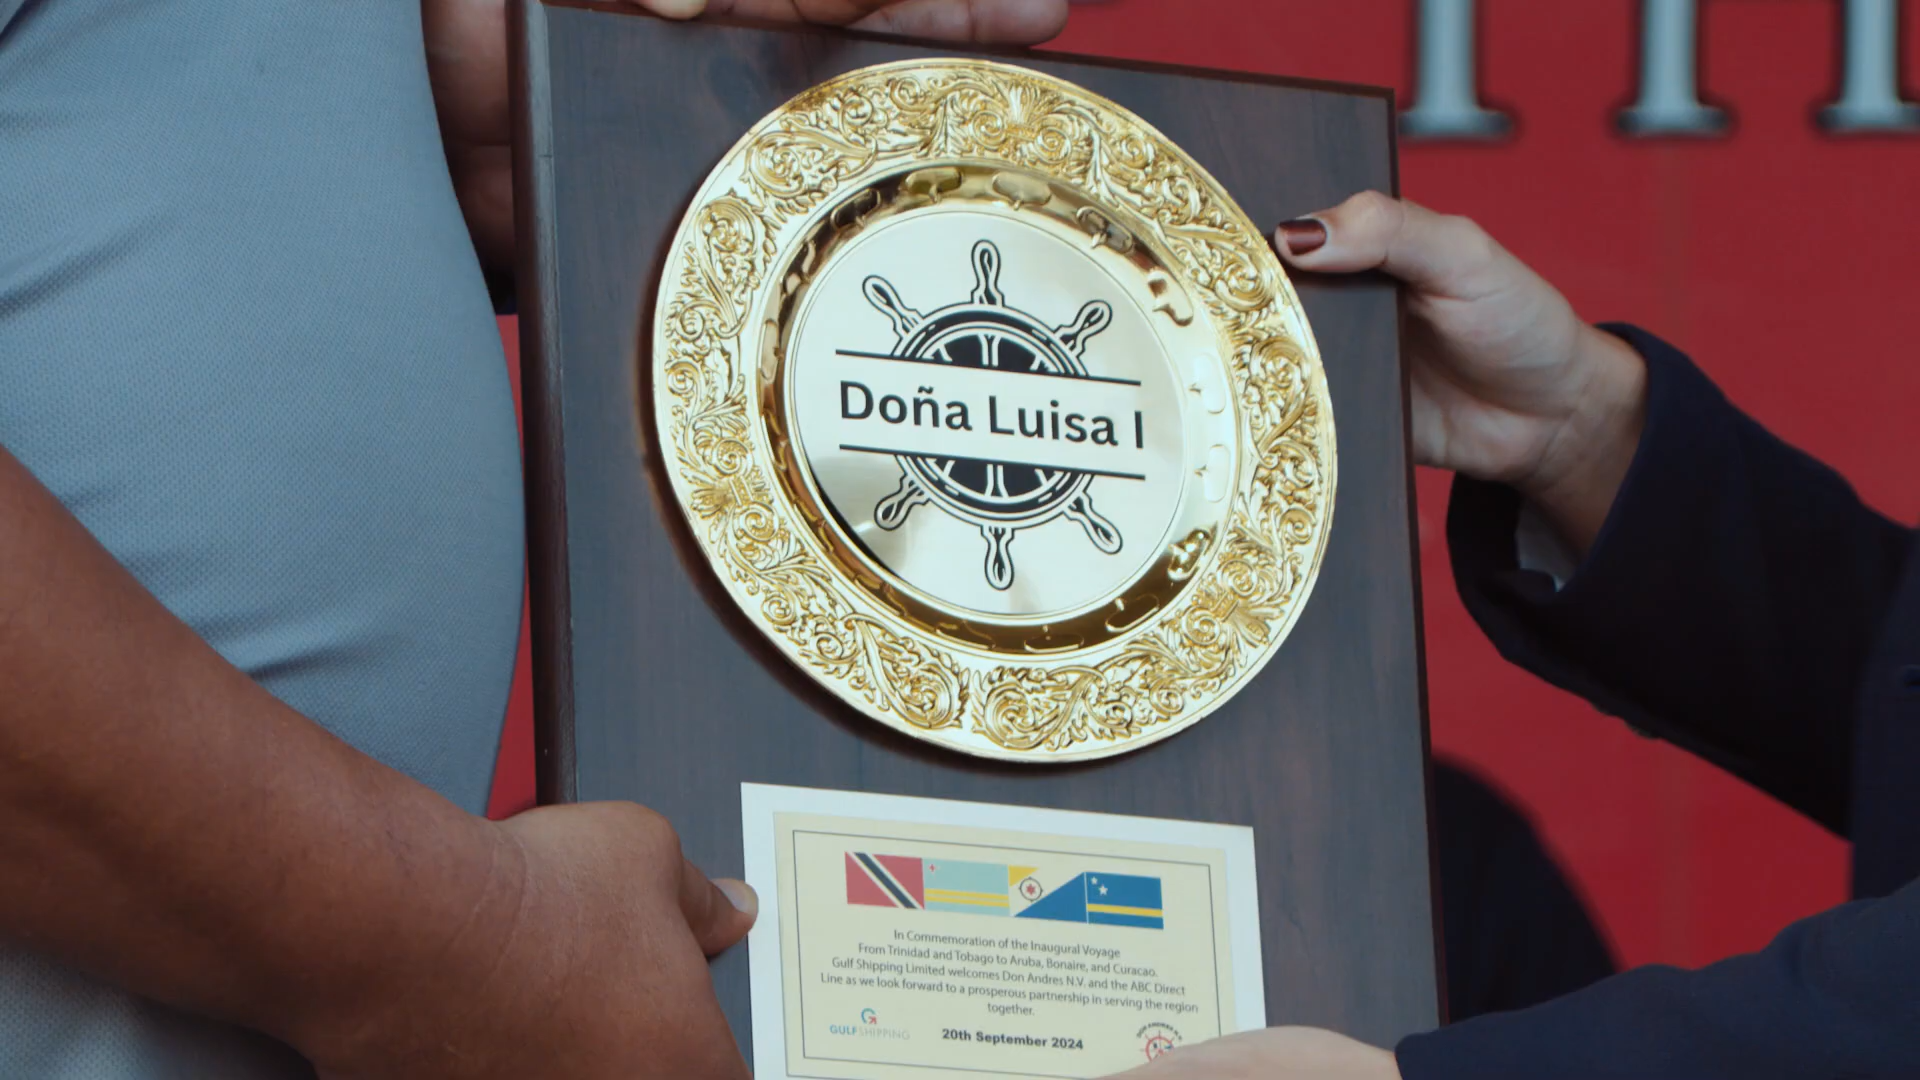 Doña Luisa I
In Commemoration of the Inaugural Voyage
From Trinidad and Tobago to Aruba, Bonaire, and Curacao.
Gulf Shipping Limited welcomes Don Andres N.V. and the ABC Direct
Line as we look forward to a prosperous partnership in serving the region
together.
GULF SHIPPING
20th September 2024
DON ANDRES N.V.